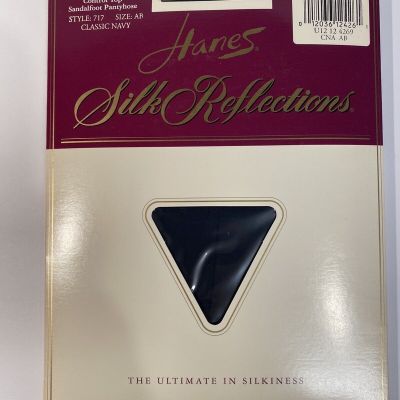 Control Top
Sandalfoot Pantyhose
STYLE: 717 SIZE: AB
CLASSIC NAVY
0 12036 12426
U12 12 4269
CNA AB
Hanes
Silk Reflections®
THE ULTIMATE IN SILKINESS